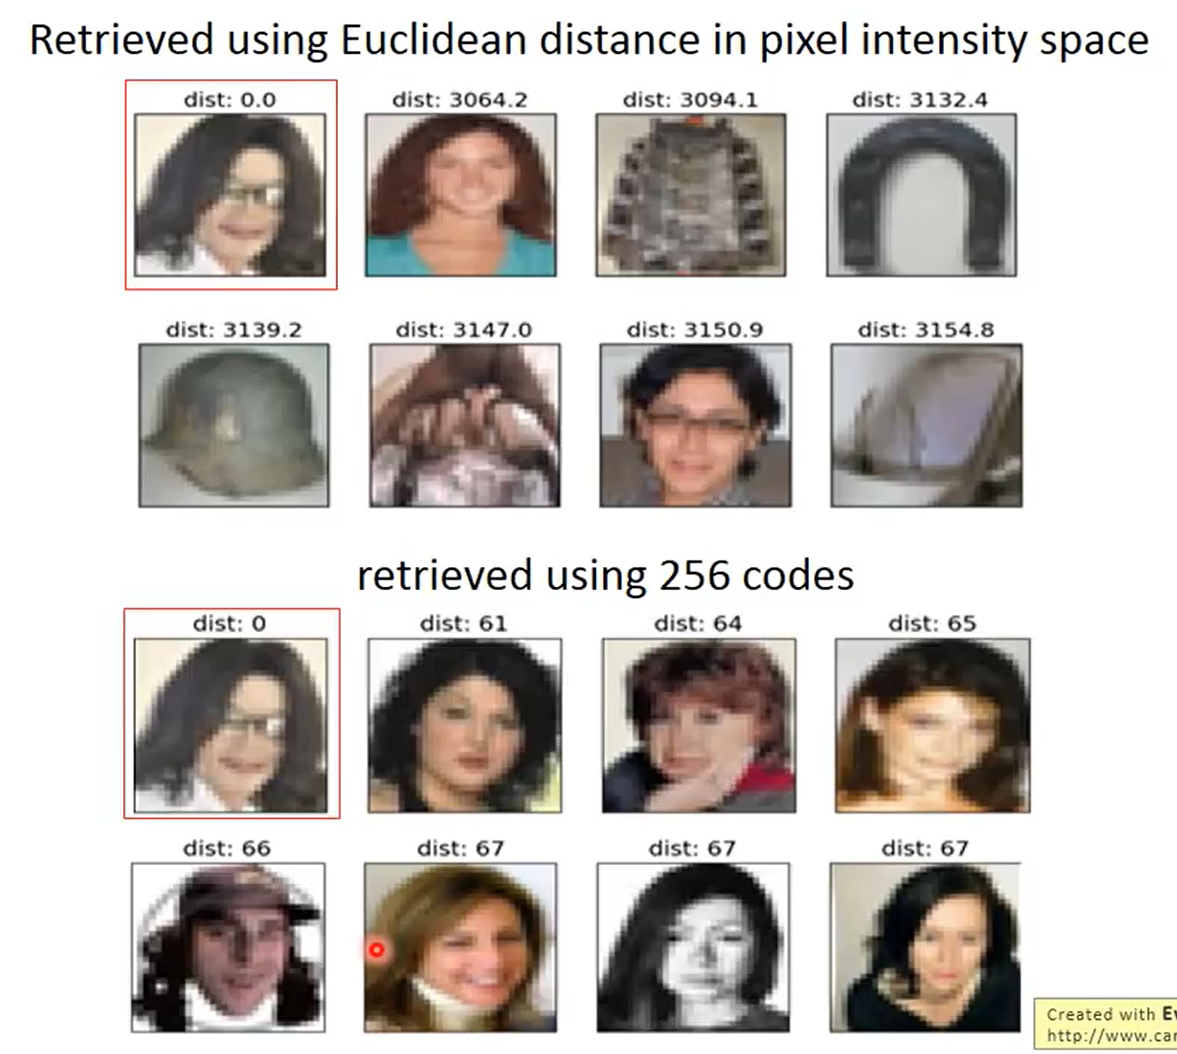 Retrieved using Euclidean distance in pixel intensity space
dist: 0.0 dist: 3064.2 dist: 3094.1 dist: 3132.4
dist: 3139.2 dist: 3147.0 dist: 3150.9 dist: 3154.8
retrieved using 256 codes
dist: 0 dist: 61 dist: 64 dist: 65
dist: 66 dist: 67 dist: 67 dist: 67
Created with
http://www.